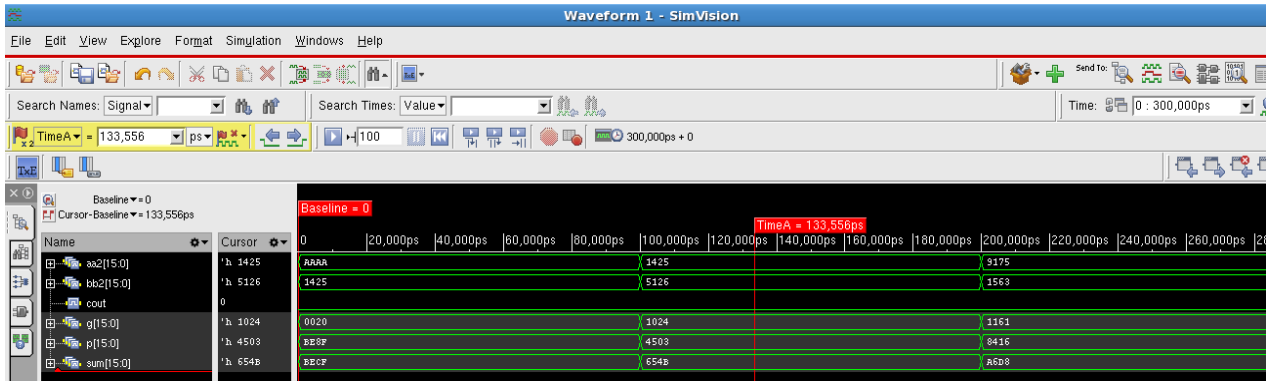 Waveform 1 - SimVision
File Edit View Explore Format Simulation Windows Help
Send To:
Search Names: Signal Search Times: Value Time: 0 : 300,000ps
x2 TimeA = 133,556 ps 100 300,000ps + 0
TxE
Baseline = 0
Cursor-Baseline = 133,556ps
Baseline = 0
TimeA = 133,556ps
Name Cursor 0 20,000ps 40,000ps 60,000ps 80,000ps 100,000ps 120,000ps 140,000ps 160,000ps 180,000ps 200,000ps 220,000ps 240,000ps 260,000ps
aa2[15:0] 'h 1425 AAAA 1425 9175
bb2[15:0] 'h 5126 1425 5126 1563
cout 0
g[15:0] 'h 1024 0020 1024 1161
p[15:0] 'h 4503 BE8F 4503 8416
sum[15:0] 'h 654B BECF 654B A6D8